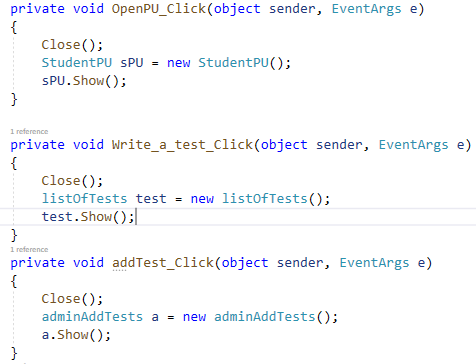 private void OpenPU_Click(object sender, EventArgs e)
{
Close();
StudentPU sPU = new StudentPU();
sPU.Show();
}
1 reference
private void Write_a_test_Click(object sender, EventArgs e)
{
Close();
listOfTests test = new listOfTests();
test.Show();
}
1 reference
private void addTest_Click(object sender, EventArgs e)
{
Close();
adminAddTests a = new adminAddTests();
a.Show();
}